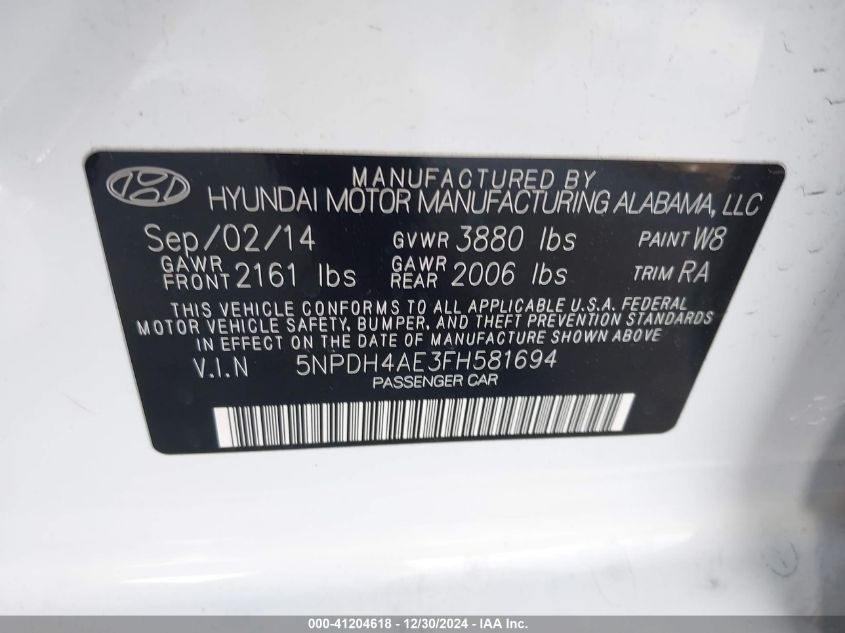 MANUFACTURED BY
HYUNDAI MOTOR MANUFACTURING ALABAMA, LLC
Sep/02/14 GVWR 3880 lbs PAINT W8
GAWR FRONT 2161 lbs GAWR REAR 2006 lbs TRIM RA
THIS VEHICLE CONFORMS TO ALL APPLICABLE U.S.A. FEDERAL
MOTOR VEHICLE SAFETY, BUMPER, AND THEFT PREVENTION STANDARDS
IN EFFECT ON THE DATE OF MANUFACTURE SHOWN ABOVE
V.I.N 5NPDH4AE3FH581694
PASSENGER CAR
000-41204618 - 12/30/2024 - IAA Inc.